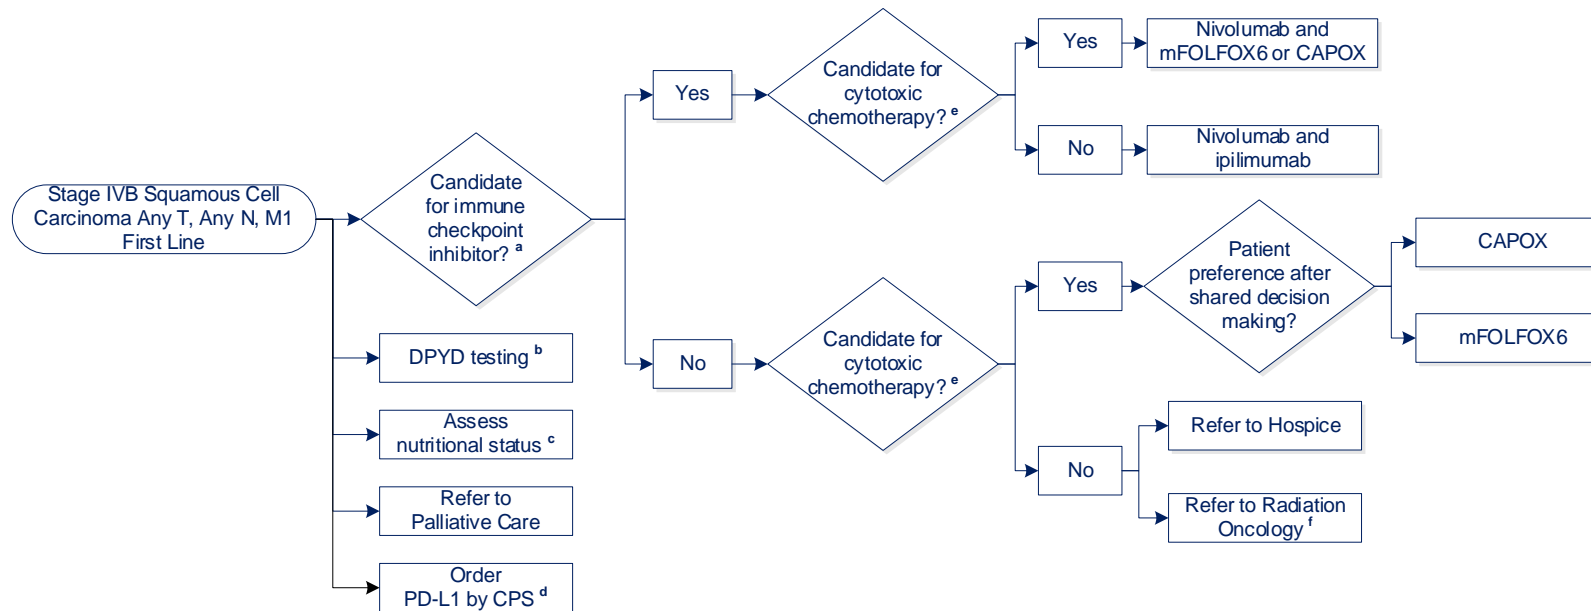 Stage IVB Squamous Cell
Carcinoma Any T, Any N, M1
First Line
Candidate
for immune
checkpoint
inhibitor? a
DPYD testing b
Assess
nutritional status c
Refer to
Palliative Care
Order
PD-L1 by CPS d
Yes
Candidate for
cytotoxic
chemotherapy? e
Yes
Nivolumab and
mFOLFOX6 or CAPOX
No
Nivolumab and
ipilimumab
No
Candidate for
cytotoxic
chemotherapy? e
Yes
Patient
preference after
shared decision
making?
CAPOX
mFOLFOX6
No
Refer to Hospice
Refer to Radiation
Oncology f